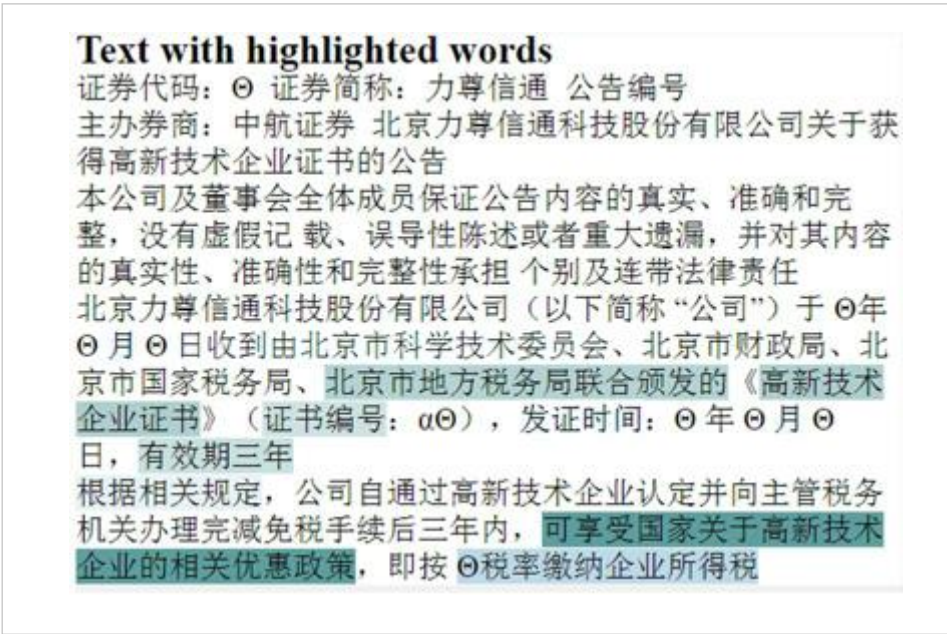 Text with highlighted words
证券代码：Θ 证券简称：力尊信通 公告编号
主办券商：中航证券 北京力尊信通科技股份有限公司关于获
得高新技术企业证书的公告
本公司及董事会全体成员保证公告内容的真实、准确和完
整，没有虚假记 载、误导性陈述或者重大遗漏，并对其内容
的真实性、准确性和完整性承担 个别及连带法律责任
北京力尊信通科技股份有限公司（以下简称 “公司”）于 Θ年
Θ 月 Θ 日收到由北京市科学技术委员会、北京市财政局、北
京市国家税务局、北京市地方税务局联合颁发的《高新技术
企业证书》（证书编号：αΘ），发证时间：Θ 年 Θ 月 Θ
日，有效期三年
根据相关规定，公司自通过高新技术企业认定并向主管税务
机关办理完减免税手续后三年内，可享受国家关于高新技术
企业的相关优惠政策，即按 Θ税率缴纳企业所得税